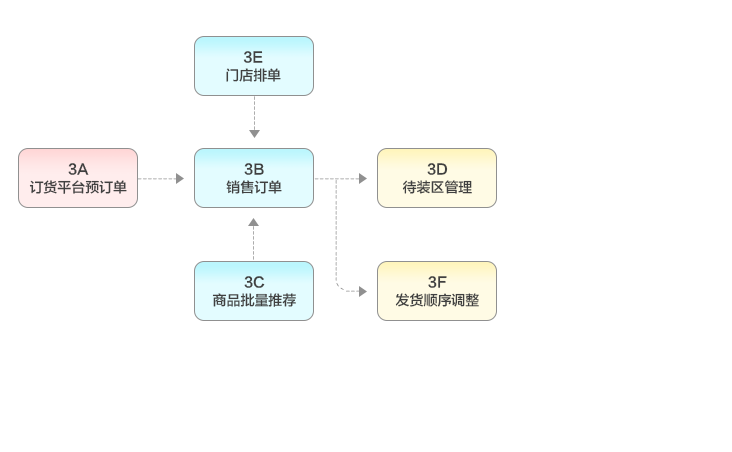 3E
门店排单
3A
订货平台预订单
3B
销售订单
3D
待装区管理
3C
商品批量推荐
3F
发货顺序调整